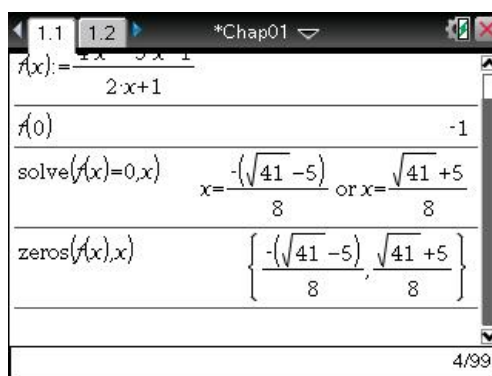 1.1 1.2 *Chap01
f(x):=
2·x+1
f(0) -1
solve(f(x)=0,x) x=-(√41 -5)/8 or x=(√41 +5)/8
zeros(f(x),x) {-(√41 -5)/8,(√41 +5)/8}
4/99